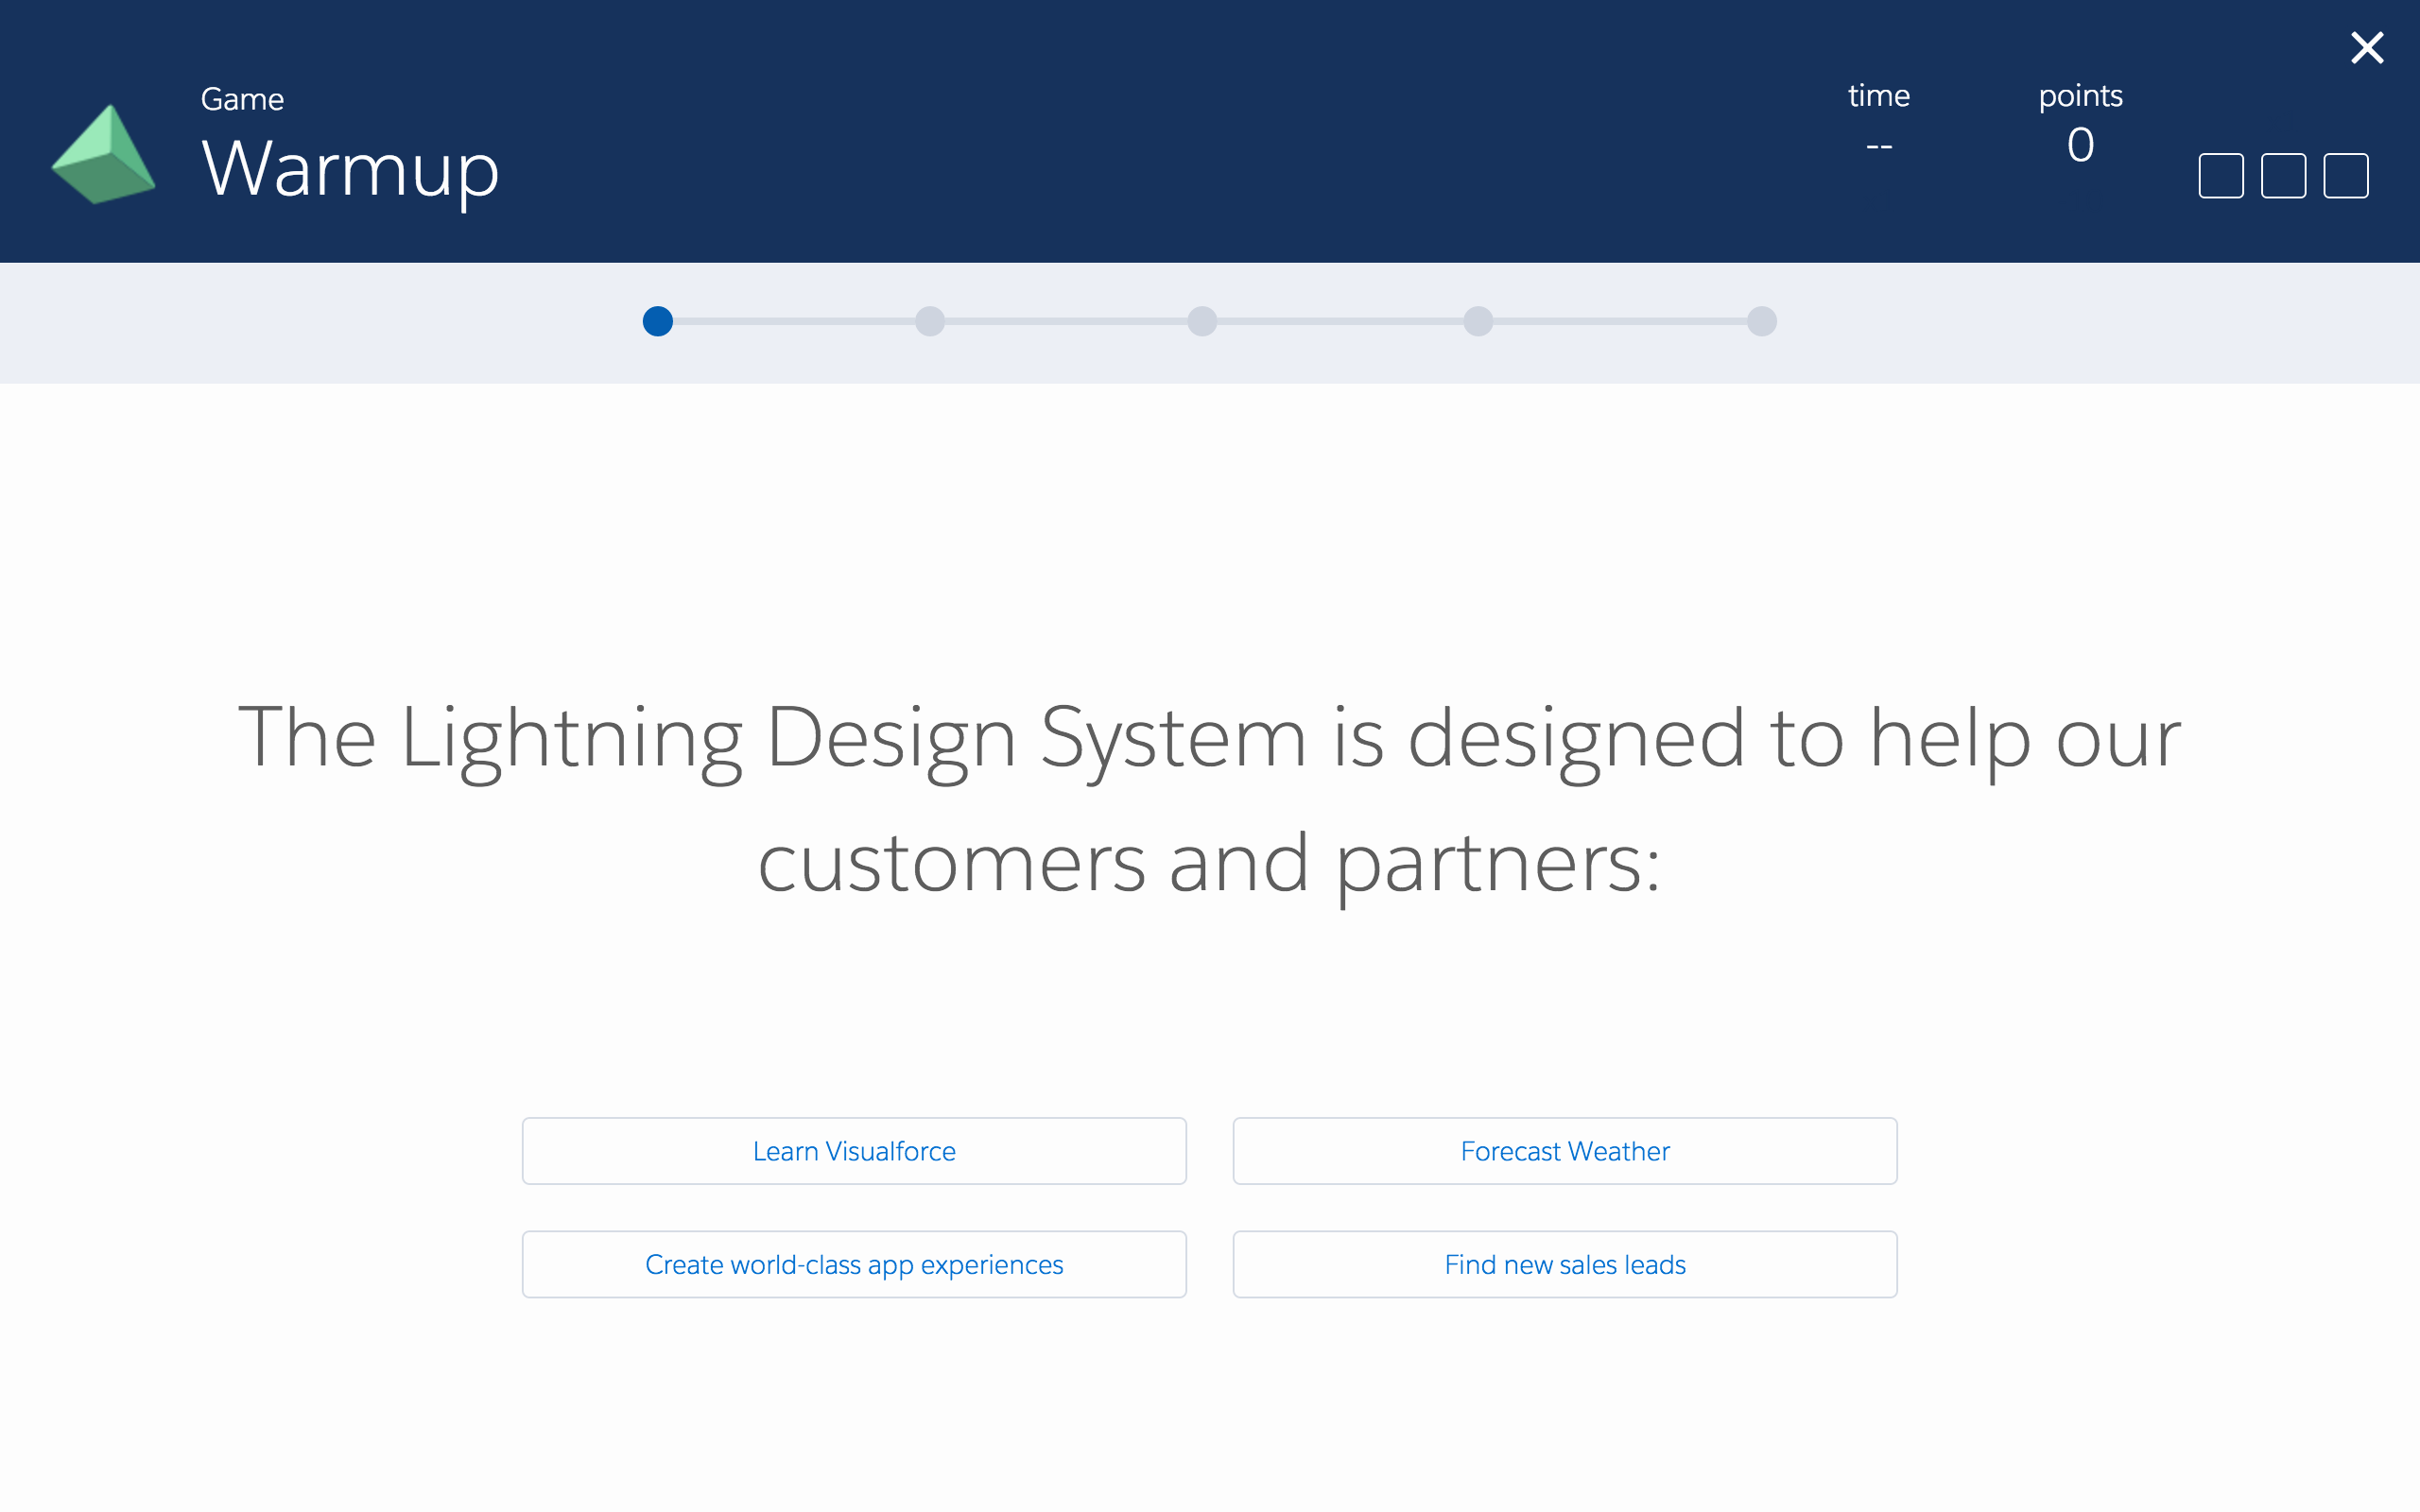 Game
Warmup
time
--
points
0
The Lightning Design System is designed to help our
customers and partners:
Learn Visualforce
Forecast Weather
Create world-class app experiences
Find new sales leads